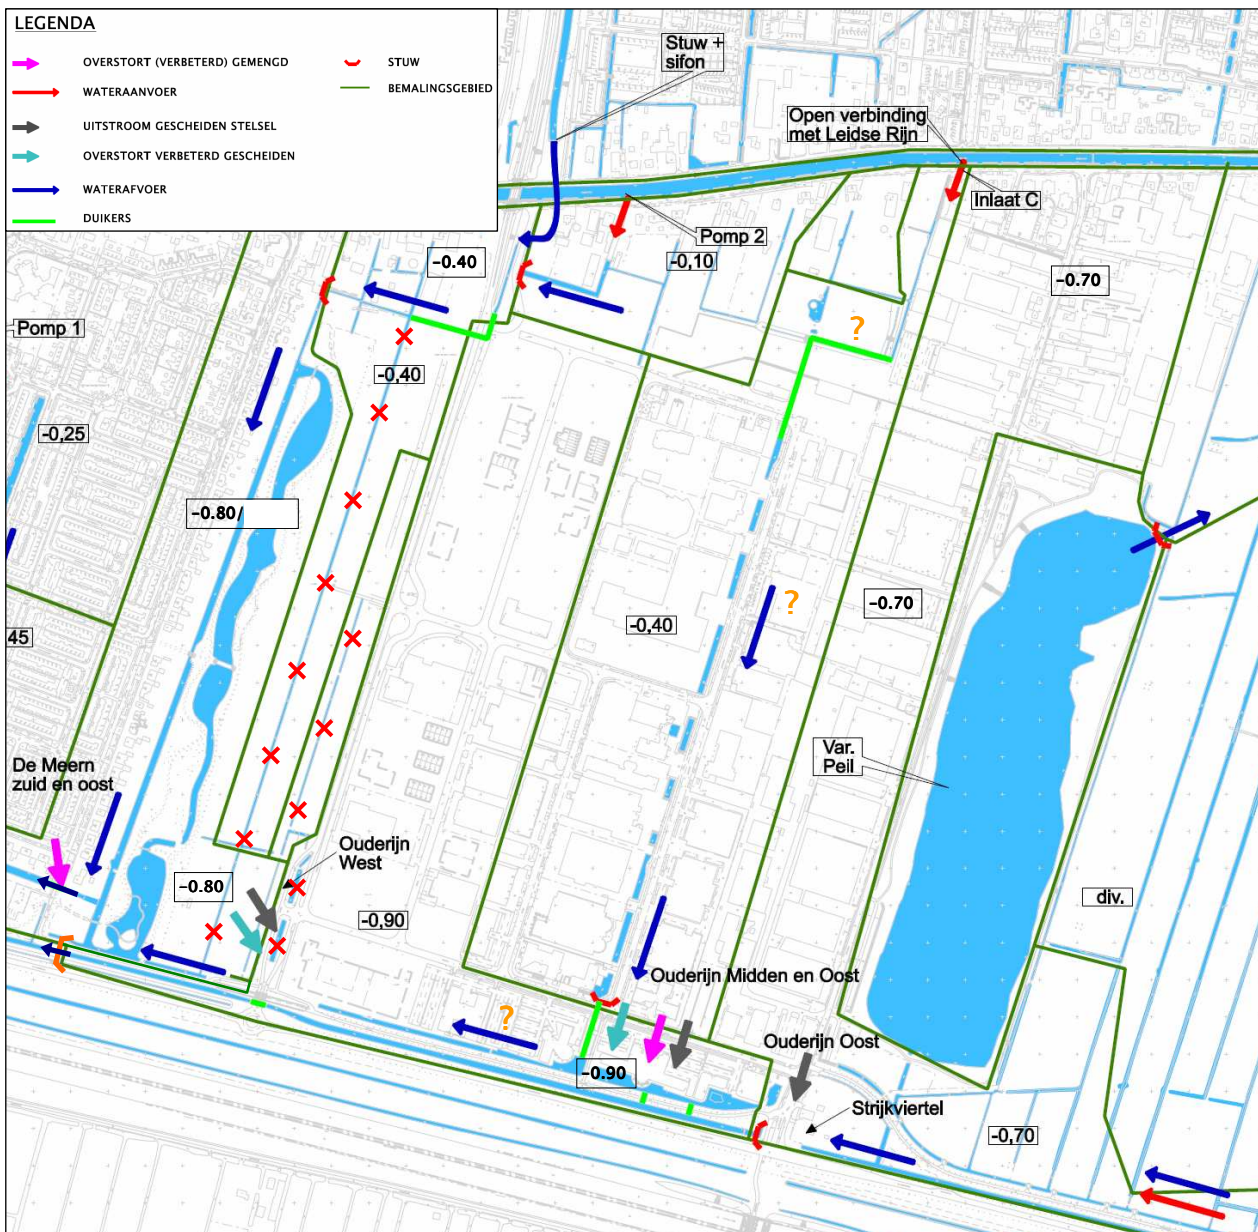 LEGENDA
OVERSTORT (VERBETERD) GEMENGD
STUW
WATERAANVOER
BEMALINGSGEBIED
UITSTROOM GESCHEIDEN STELSEL
OVERSTORT VERBETERD GESCHEIDEN
WATERAFVOER
DUIKERS
Stuw +
sifon
Open verbinding
met Leidse Rijn
Inlaat C
Pomp 2
-0,10
-0.40
-0.70
Pomp 1
?
-0,40
-0,25
-0.80/
?
-0.70
-0,40
45
Var.
Peil
De Meern
zuid en oost
Ouderijn
West
-0.80
-0,90
div.
Ouderijn Midden en Oost
?
Ouderijn Oost
-0.90
Strijkviertel
-0,70